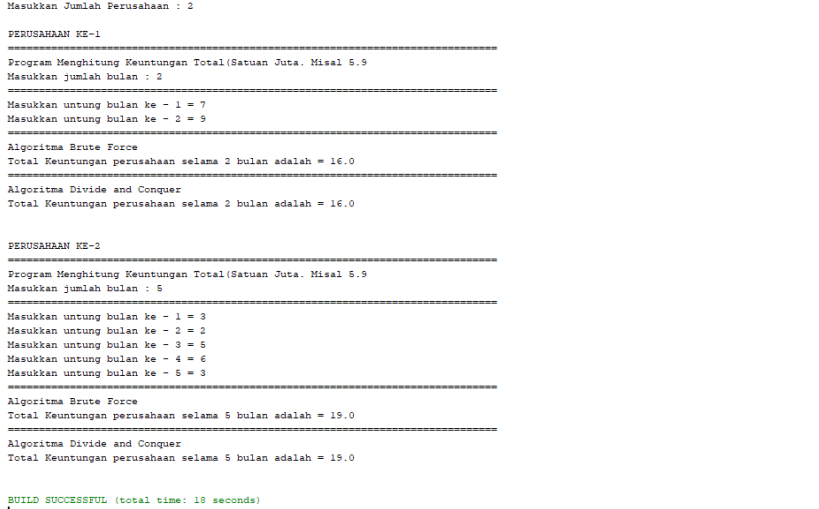 Masukkan Jumlah Perusahaan : 2
PERUSAHAAN KE-1
================================================================================
Program Menghitung Keuntungan Total(Satuan Juta. Misal 5.9
Masukkan jumlah bulan : 2
================================================================================
Masukkan untung bulan ke - 1 = 7
Masukkan untung bulan ke - 2 = 9
================================================================================
Algoritma Brute Force
Total Keuntungan perusahaan selama 2 bulan adalah = 16.0
================================================================================
Algoritma Divide and Conquer
Total Keuntungan perusahaan selama 2 bulan adalah = 16.0
PERUSAHAAN KE-2
================================================================================
Program Menghitung Keuntungan Total(Satuan Juta. Misal 5.9
Masukkan jumlah bulan : 5
================================================================================
Masukkan untung bulan ke - 1 = 3
Masukkan untung bulan ke - 2 = 2
Masukkan untung bulan ke - 3 = 5
Masukkan untung bulan ke - 4 = 6
Masukkan untung bulan ke - 5 = 3
================================================================================
Algoritma Brute Force
Total Keuntungan perusahaan selama 5 bulan adalah = 19.0
================================================================================
Algoritma Divide and Conquer
Total Keuntungan perusahaan selama 5 bulan adalah = 19.0
BUILD SUCCESSFUL (total time: 18 seconds)